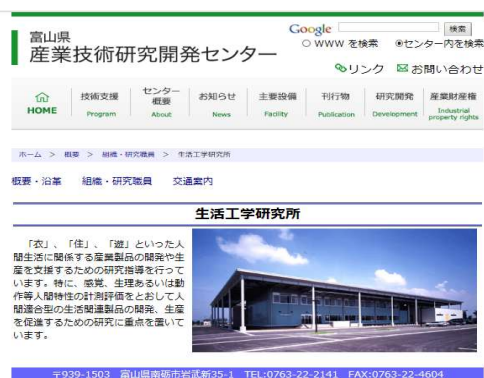 富山県
産業技術研究開発センター
Google 検索
WWW を検索 センター内を検索
リンク お問い合わせ
HOME
技術支援
Program
センター
概要
About
お知らせ
News
主要設備
Facility
刊行物
Publication
研究開発
Development
産業財産権
Industrial
property rights
ホーム > 概要 > 組織・研究職員 > 生活工学研究所
概要・沿革 組織・研究職員 交通案内
生活工学研究所
「衣」、「住」、「遊」といった人
間生活に関係する産業製品の開発や生
産を支援するための研究指導を行って
います。特に、感覚、生理あるいは動
作等人間特性の計測評価をとおして人
間適合型の生活関連製品の開発、生産
を促進するための研究に重点を置いて
います。
〒939-1503 富山県南砺市岩武新35-1 TEL:0763-22-2141 FAX:0763-22-4604